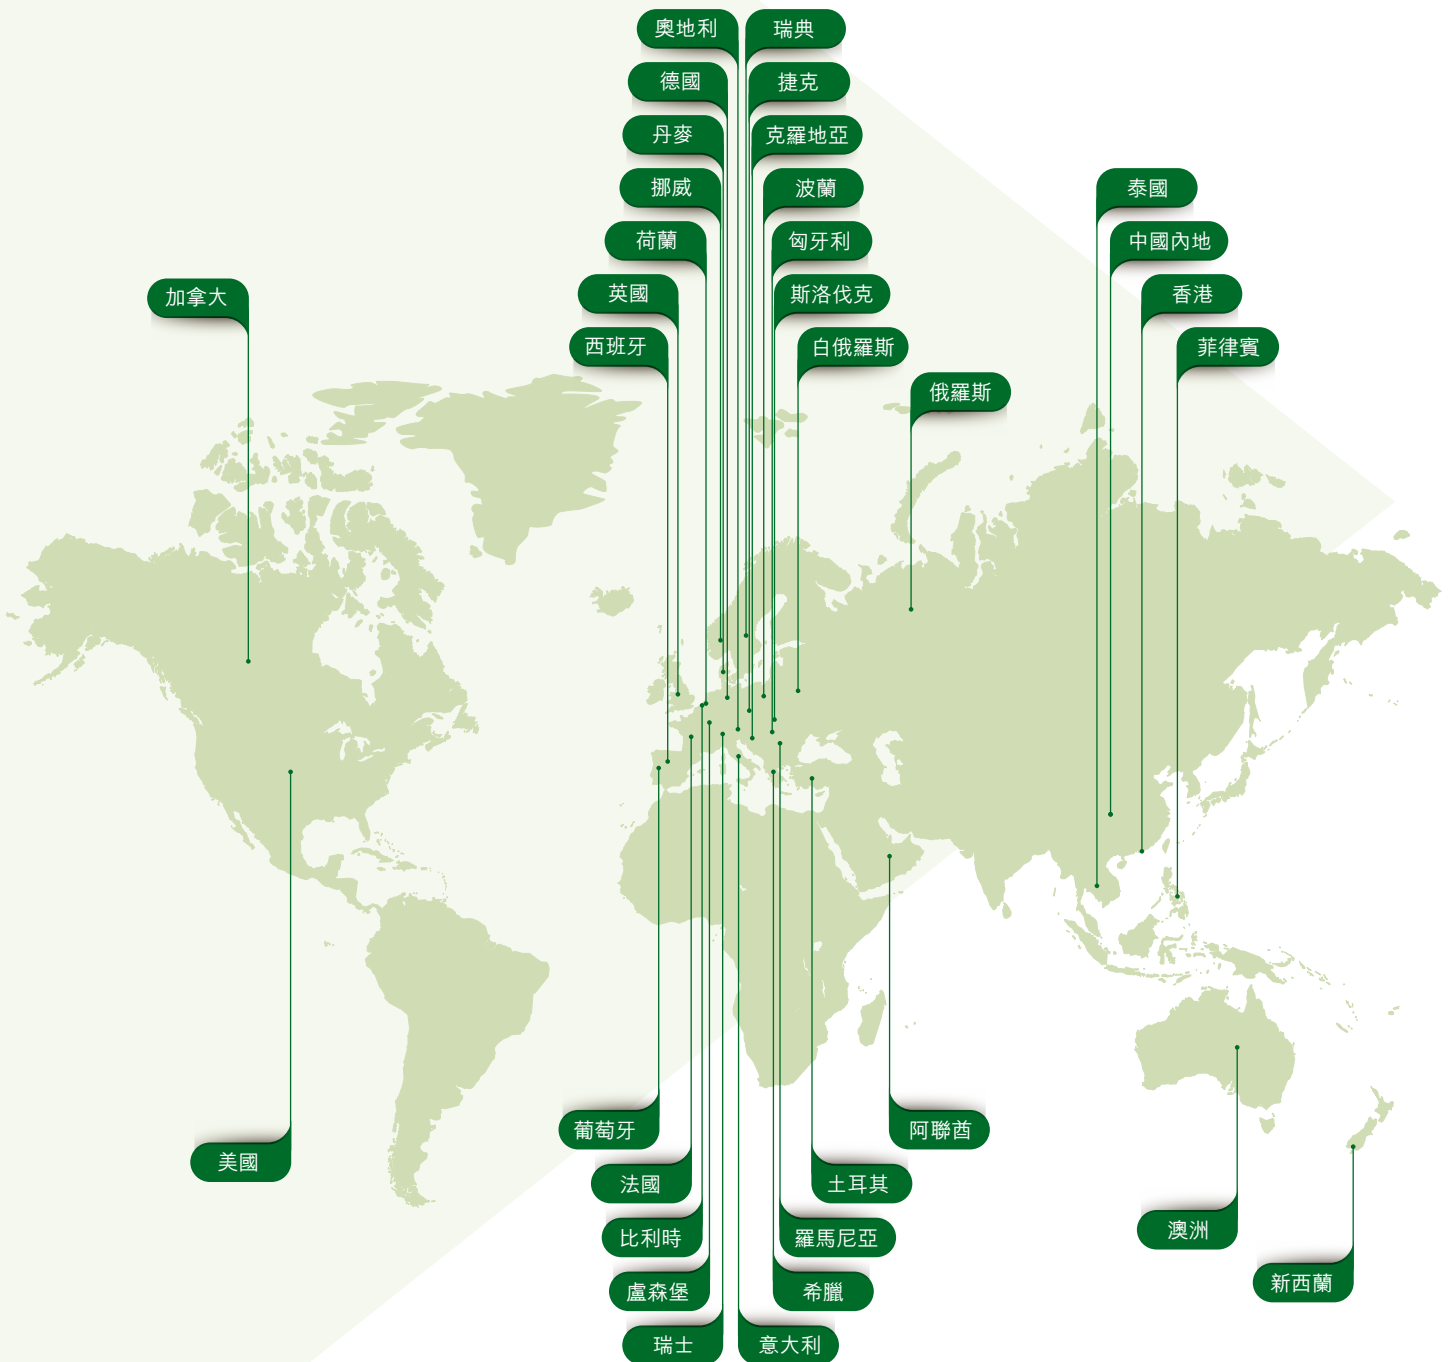 奧地利
瑞典
德國
捷克
丹麥
克羅地亞
挪威
波蘭
泰國
荷蘭
匈牙利
中國內地
加拿大
英國
斯洛伐克
香港
西班牙
白俄羅斯
菲律賓
俄羅斯
葡萄牙
阿聯酋
美國
法國
土耳其
比利時
羅馬尼亞
澳洲
盧森堡
希臘
新西蘭
瑞士
意大利